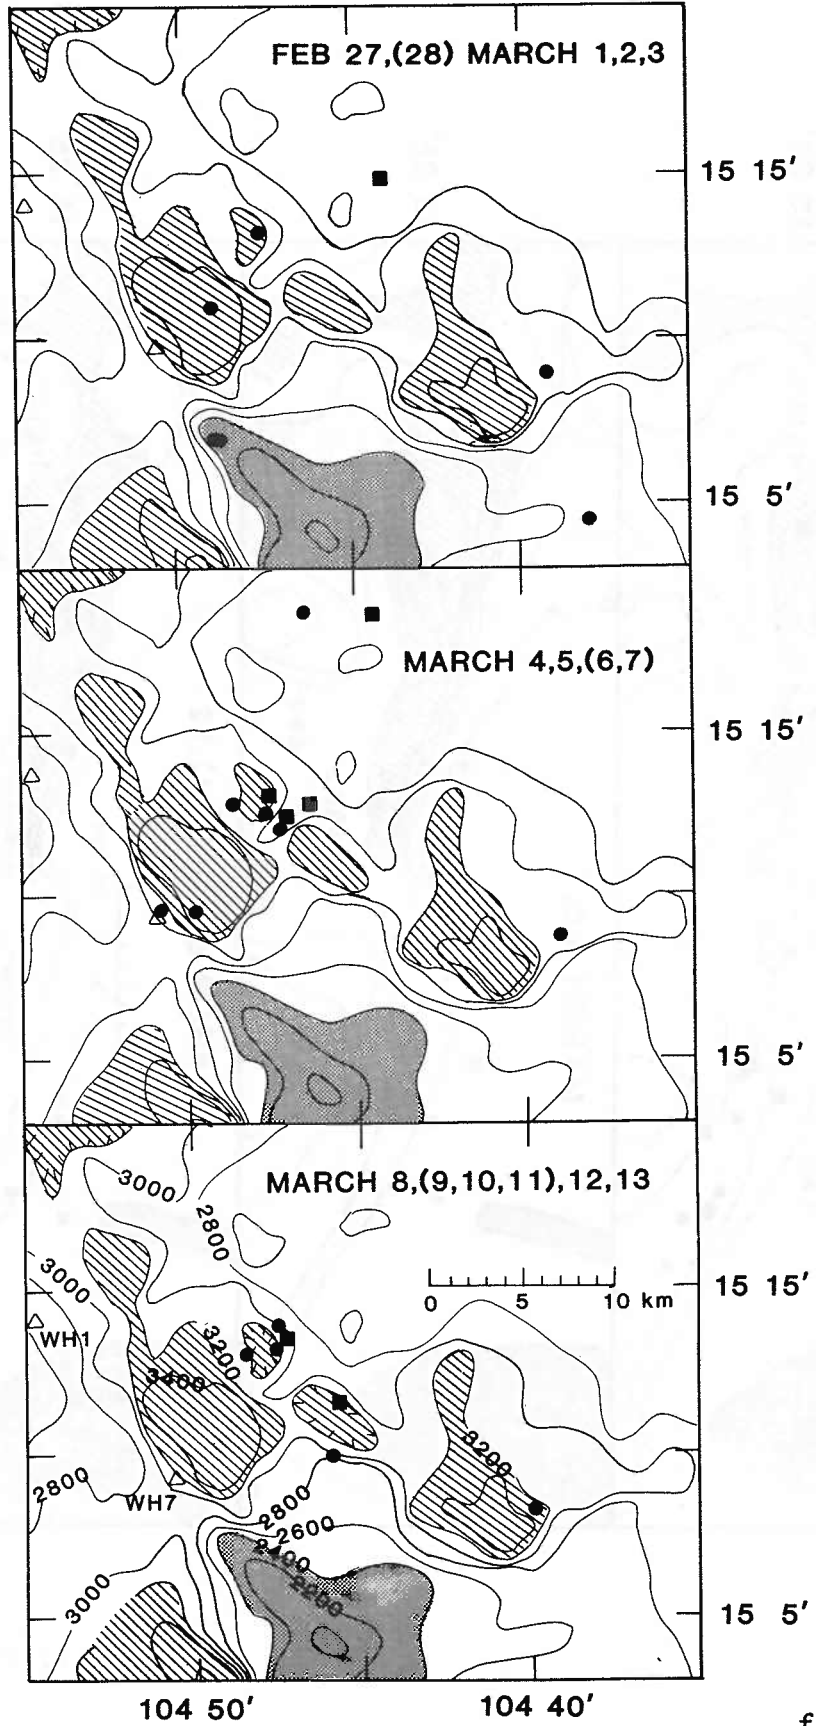 FEB 27,(28) MARCH 1,2,3
15 15′
15 5′
MARCH 4,5,(6,7)
15 15′
15 5′
MARCH 8,(9,10,11),12,13
3000
2800
3000
15 15′
0 5 10 km
WH1
3200
3400
3200
2800
WH7
2800
2600
2400
2200
3000
15 5′
104 50′ 104 40′
f